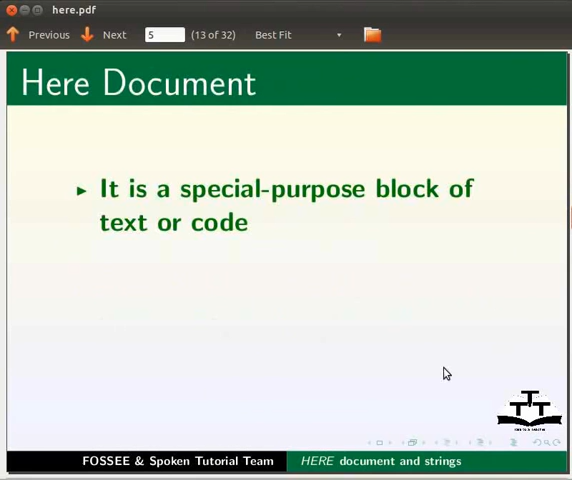 here.pdf
Previous Next 5 (13 of 32) Best Fit
Here Document
It is a special-purpose block of
text or code
FOSSEE & Spoken Tutorial Team HERE document and strings